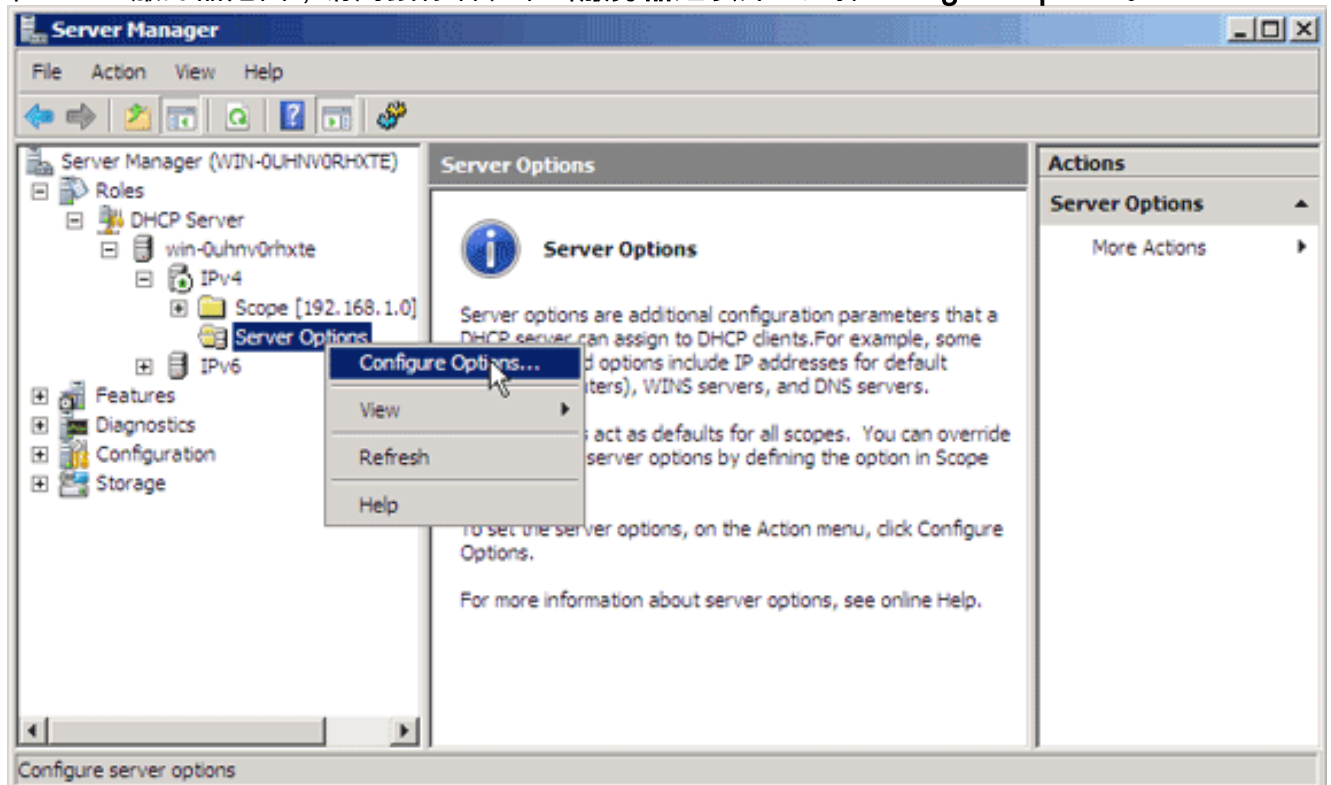 Server Manager
File Action View Help
Server Manager (WIN-0UHNV0RHXTE)
Roles
DHCP Server
win-0uhnv0rhxte
IPv4
Scope [192.168.1.0]
Server Options
IPv6
Features
Diagnostics
Configuration
Storage
Configure Options...
View
Refresh
Help
Server Options
Server Options
Server options are additional configuration parameters that a
DHCP server can assign to DHCP clients.For example, some
d options include IP addresses for default
ters), WINS servers, and DNS servers.
act as defaults for all scopes. You can override
server options by defining the option in Scope
To set the server options, on the Action menu, click Configure
Options.
For more information about server options, see online Help.
Actions
Server Options
More Actions
Configure server options